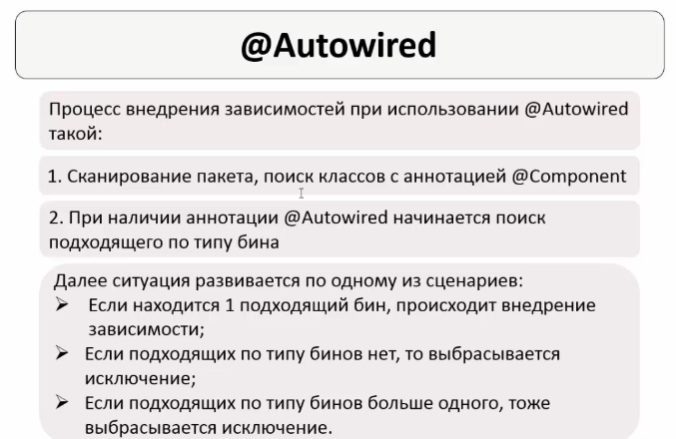 @Autowired
Процесс внедрения зависимостей при использовании @Autowired
такой:
1. Сканирование пакета, поиск классов с аннотацией @Component
2. При наличии аннотации @Autowired начинается поиск
подходящего по типу бина
Далее ситуация развивается по одному из сценариев:
➢ Если находится 1 подходящий бин, происходит внедрение
зависимости;
➢ Если подходящих по типу бинов нет, то выбрасывается
исключение;
➢ Если подходящих по типу бинов больше одного, тоже
выбрасывается исключение.